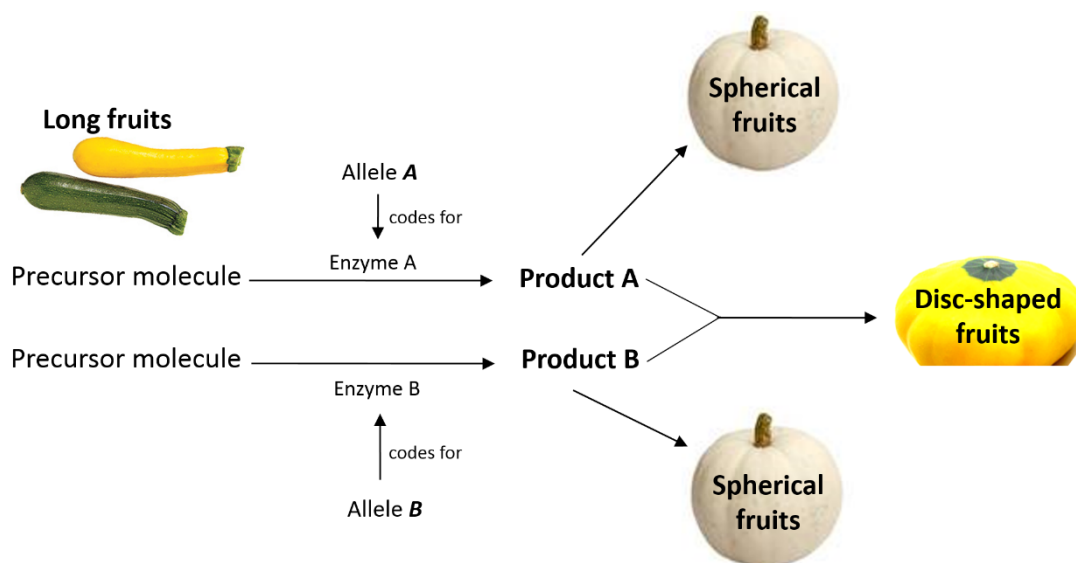 Long fruits
Spherical
fruits
Allele A
codes for
Enzyme A
Precursor molecule
Product A
Disc-shaped
fruits
Precursor molecule
Product B
Enzyme B
codes for
Allele B
Spherical
fruits